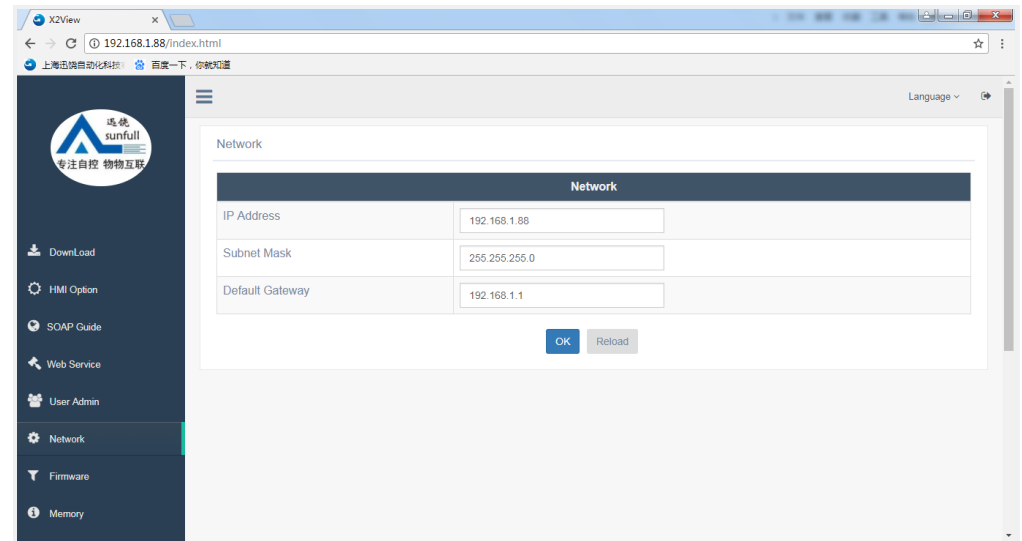 X2View
192.168.1.88/index.html
上海迅饶自动化科技
百度一下，你就知道
Language
迅饶
sunfull
专注自控 物物互联
Network
Network
IP Address
192.168.1.88
Subnet Mask
255.255.255.0
Default Gateway
192.168.1.1
OK
Reload
DownLoad
HMI Option
SOAP Guide
Web Service
User Admin
Network
Firmware
Memory